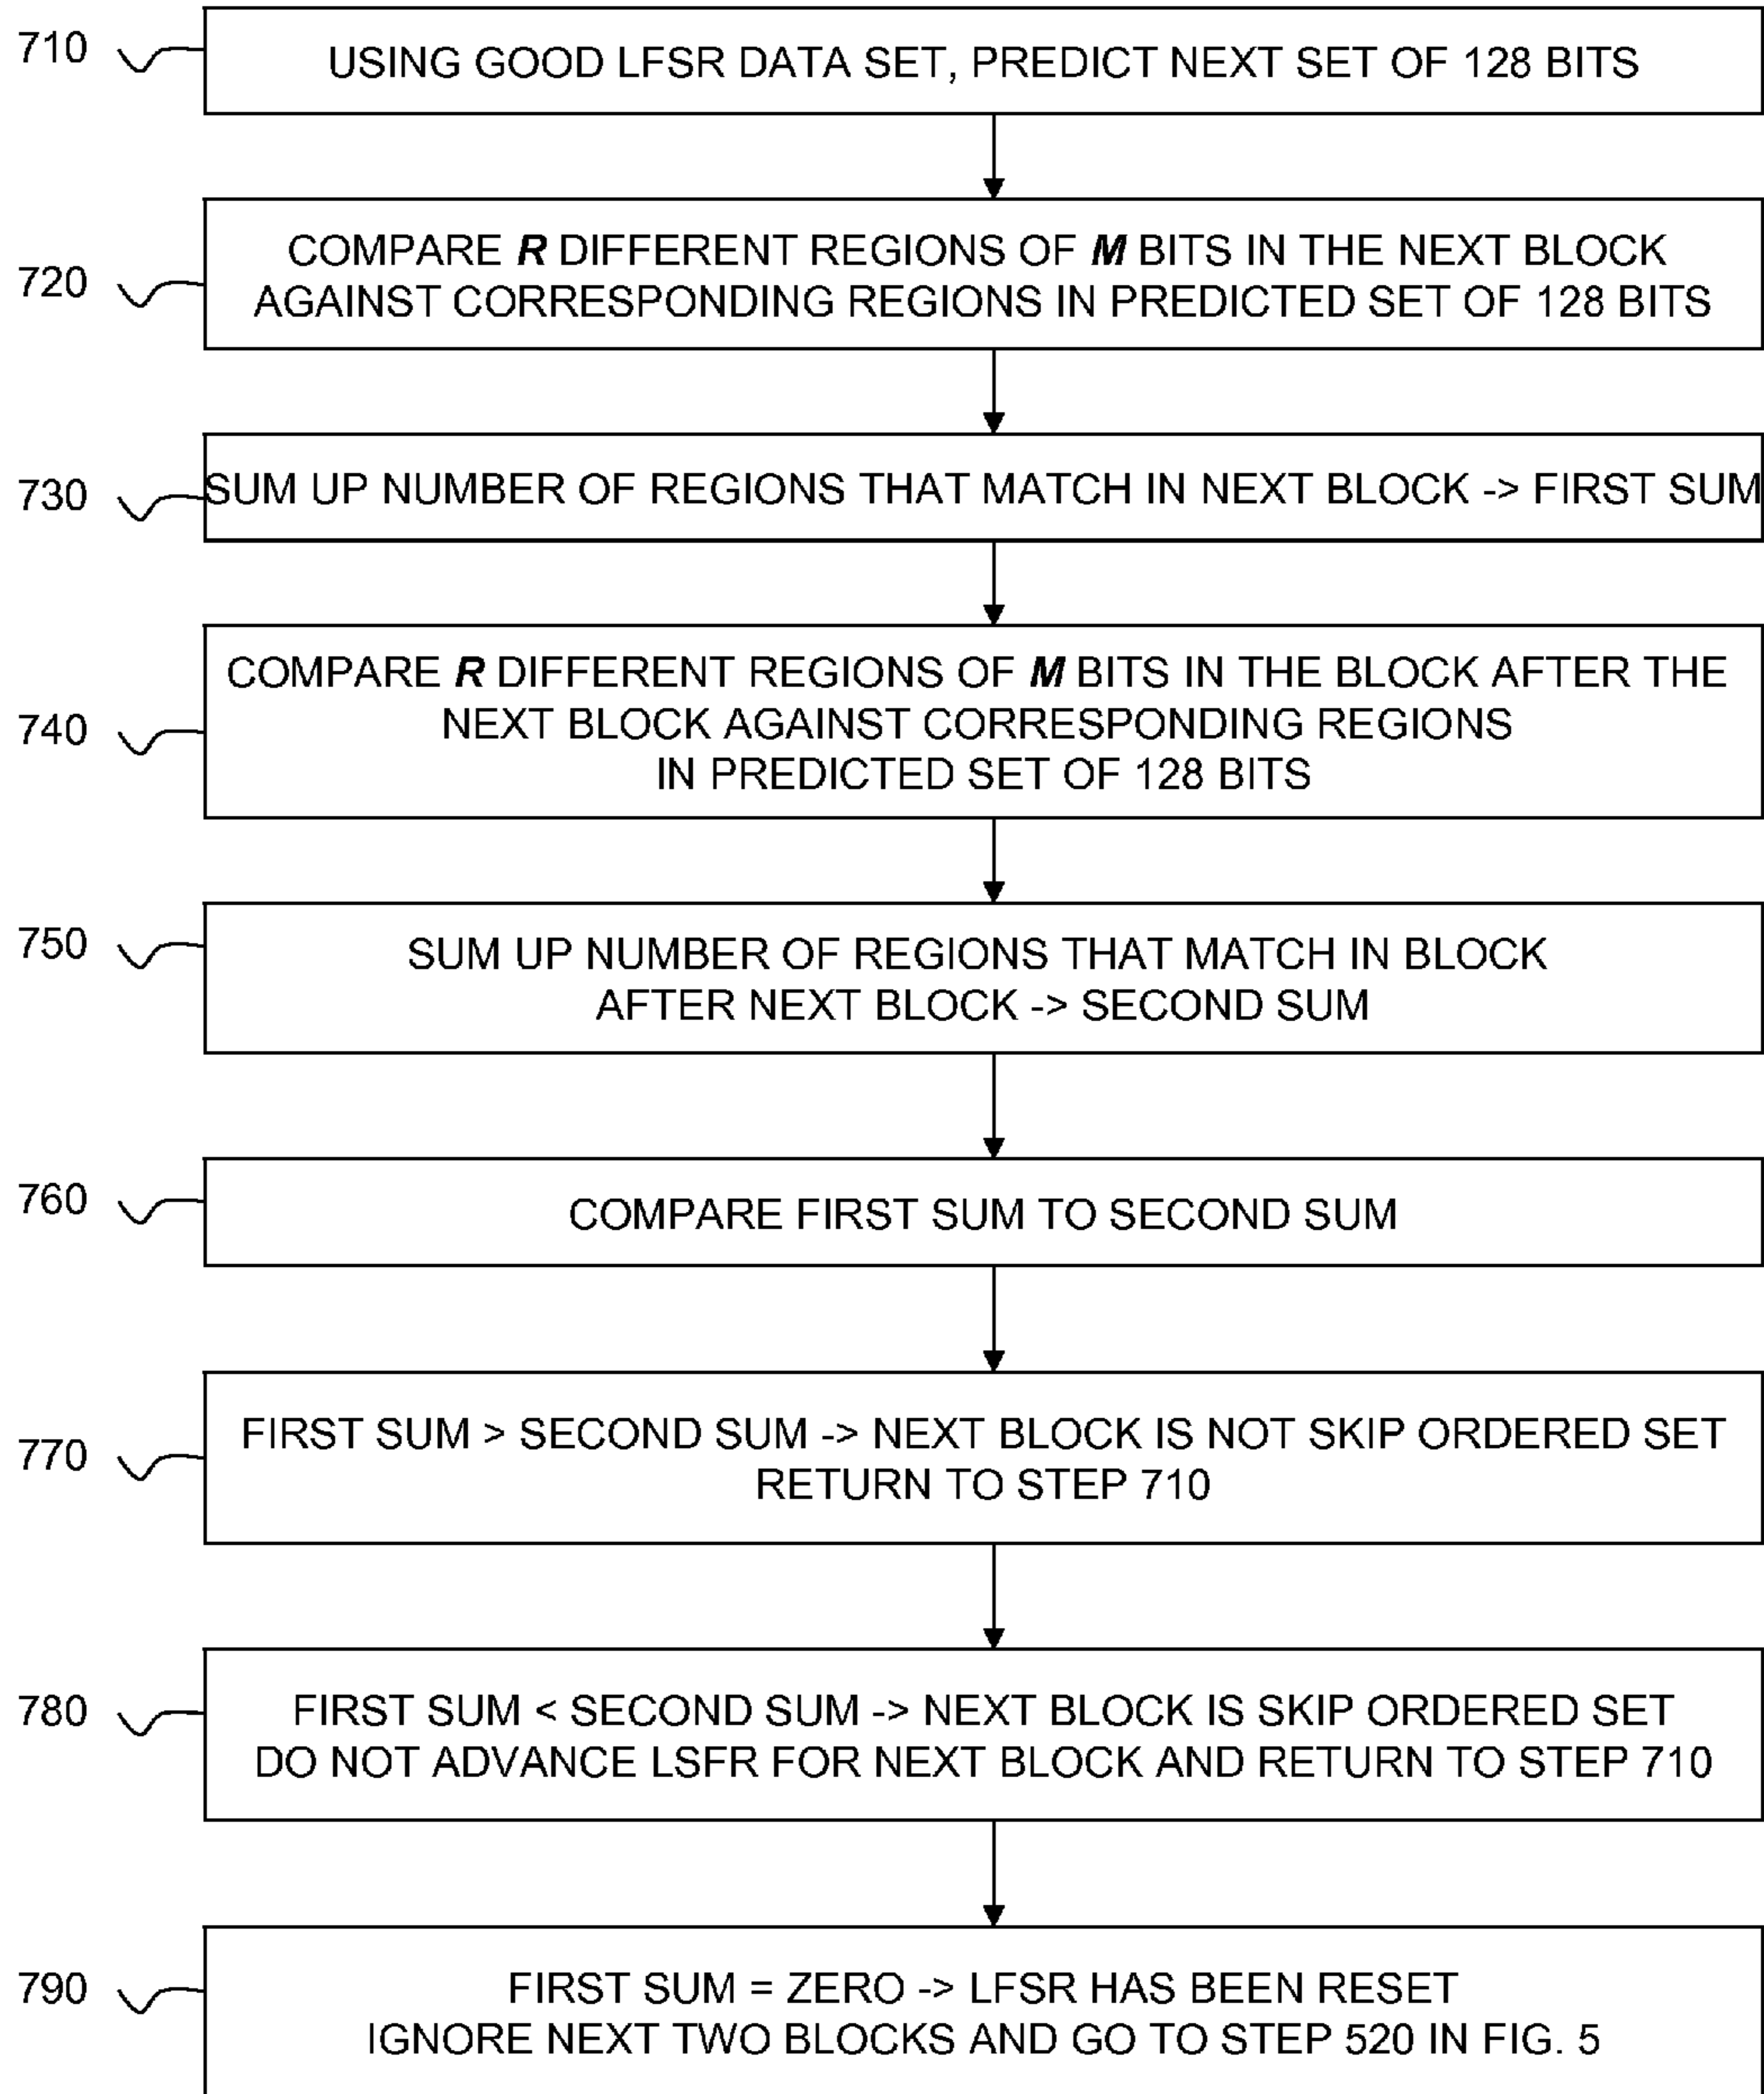 710
USING GOOD LFSR DATA SET, PREDICT NEXT SET OF 128 BITS
720
COMPARE R DIFFERENT REGIONS OF M BITS IN THE NEXT BLOCK
AGAINST CORRESPONDING REGIONS IN PREDICTED SET OF 128 BITS
730
SUM UP NUMBER OF REGIONS THAT MATCH IN NEXT BLOCK -> FIRST SUM
740
COMPARE R DIFFERENT REGIONS OF M BITS IN THE BLOCK AFTER THE
NEXT BLOCK AGAINST CORRESPONDING REGIONS
IN PREDICTED SET OF 128 BITS
750
SUM UP NUMBER OF REGIONS THAT MATCH IN BLOCK
AFTER NEXT BLOCK -> SECOND SUM
760
COMPARE FIRST SUM TO SECOND SUM
770
FIRST SUM > SECOND SUM -> NEXT BLOCK IS NOT SKIP ORDERED SET
RETURN TO STEP 710
780
FIRST SUM < SECOND SUM -> NEXT BLOCK IS SKIP ORDERED SET
DO NOT ADVANCE LSFR FOR NEXT BLOCK AND RETURN TO STEP 710
790
FIRST SUM = ZERO -> LFSR HAS BEEN RESET
IGNORE NEXT TWO BLOCKS AND GO TO STEP 520 IN FIG. 5